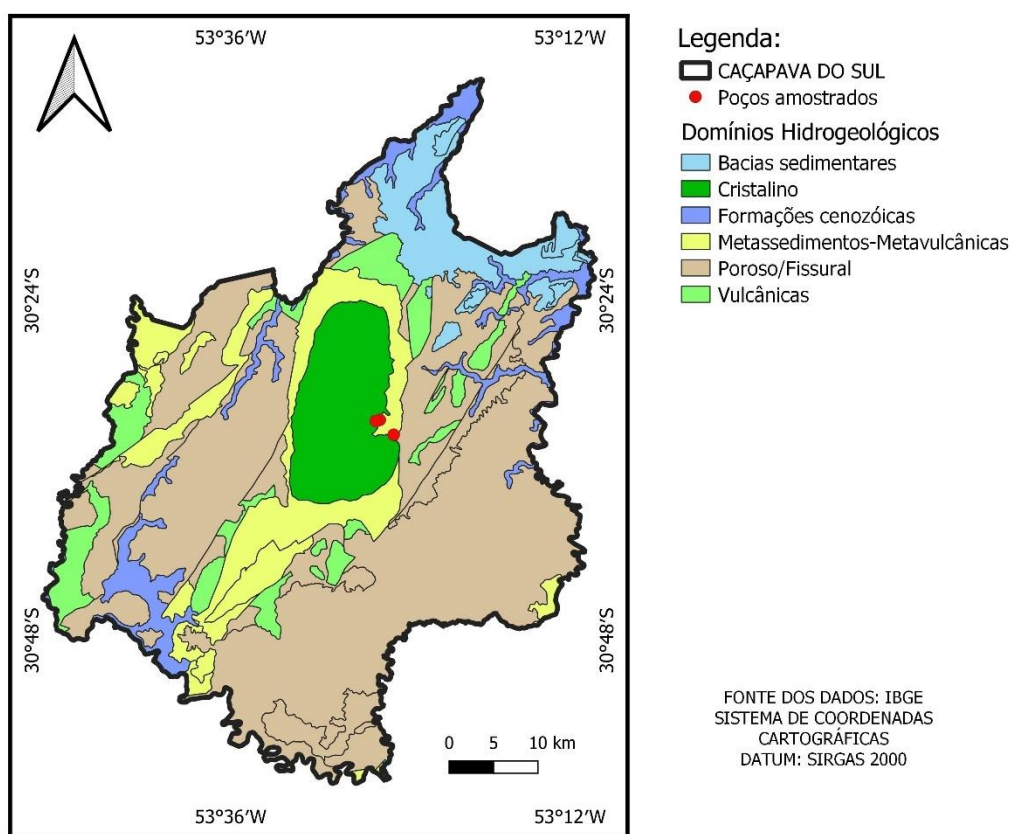 53°36′W 53°12′W
30°24′S 30°24′S
30°48′S 30°48′S
0 5 10 km
53°36′W 53°12′W
Legenda:
CAÇAPAVA DO SUL
Poços amostrados
Domínios Hidrogeológicos
Bacias sedimentares
Cristalino
Formações cenozóicas
Metassedimentos-Metavulcânicas
Poroso/Fissural
Vulcânicas
FONTE DOS DADOS: IBGE
SISTEMA DE COORDENADAS
CARTOGRÁFICAS
DATUM: SIRGAS 2000